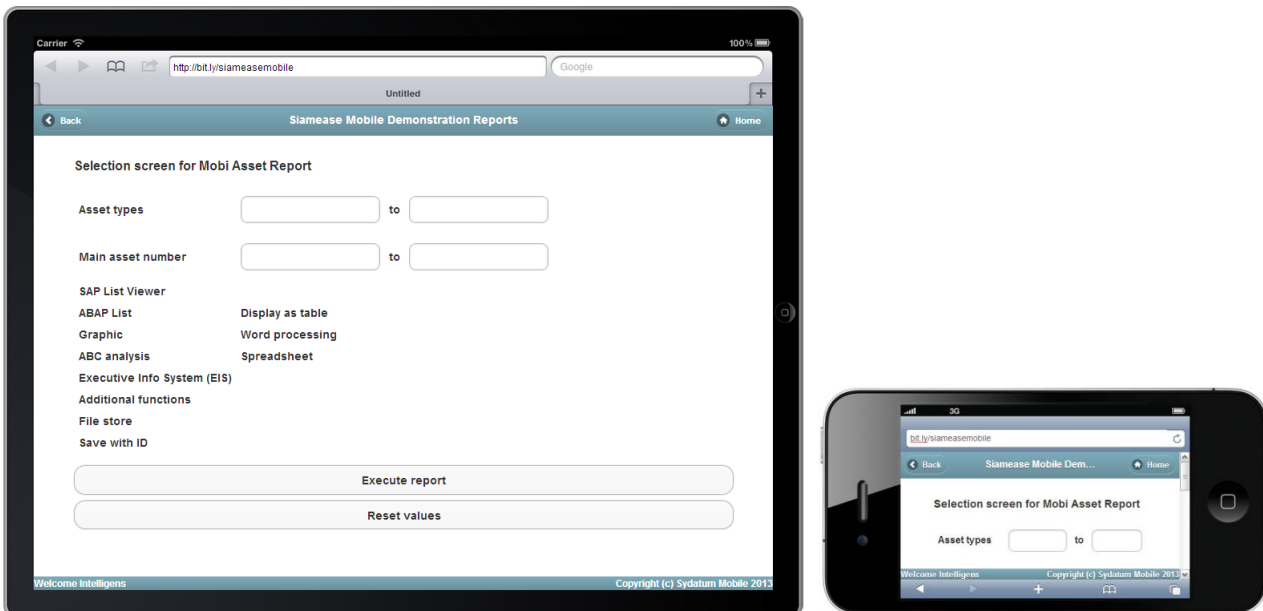 Carrier 100%
http://bit.ly/siameasemobile Google
Untitled
Back Siamease Mobile Demonstration Reports Home
Selection screen for Mobi Asset Report
Asset types to
Main asset number to
SAP List Viewer
ABAP List Display as table
Graphic Word processing
ABC analysis Spreadsheet
Executive Info System (EIS)
Additional functions
File store
Save with ID
Execute report
Reset values
Welcome Intelligens Copyright (c) Sydatum Mobile 2013
3G
bit.ly/siameasemobile
Back Siamease Mobile Dem... Home
Selection screen for Mobi Asset Report
Asset types to
Welcome Intelligens Copyright (c) Sydatum Mobile 2013